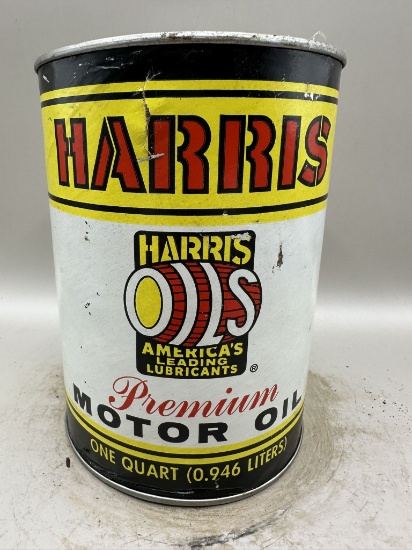 HARRIS
HARRIS
OILS
AMERICA'S
LEADING
LUBRICANTS ®
Premium
MOTOR OIL
ONE QUART (0.946 LITERS)